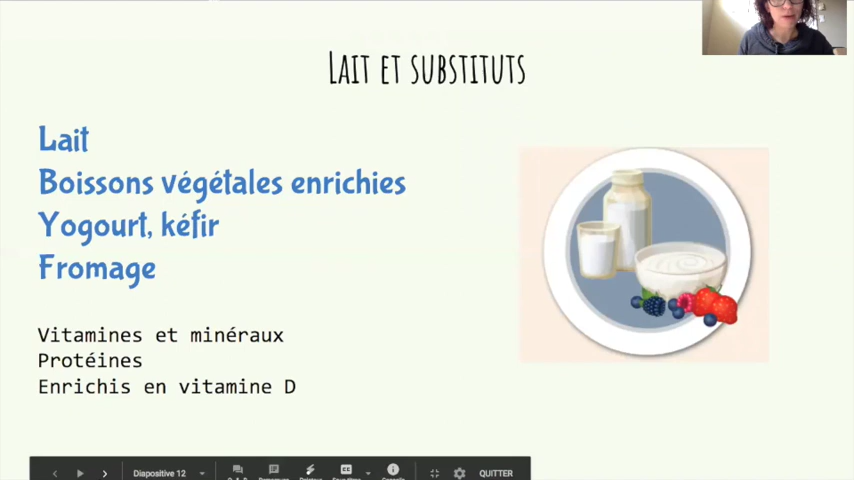 Lait et substituts
Lait
Boissons végétales enrichies
Yogourt, kéfir
Fromage
Vitamines et minéraux
Protéines
Enrichis en vitamine D
Diapositive 12
QUITTER